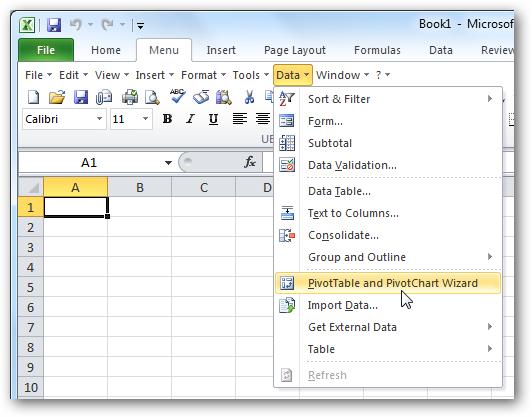 Book1 - Microsof
File Home Menu Insert Page Layout Formulas Data Review
File Edit View Insert Format Tools Data Window ?
Calibri 11 B I U
A1 fx
A B C D
1
2
3
4
5
6
7
8
9
10
Sort & Filter
Form...
Subtotal
Data Validation...
Data Table...
Text to Columns...
Consolidate...
Group and Outline
PivotTable and PivotChart Wizard
Import Data...
Get External Data
Table
Refresh